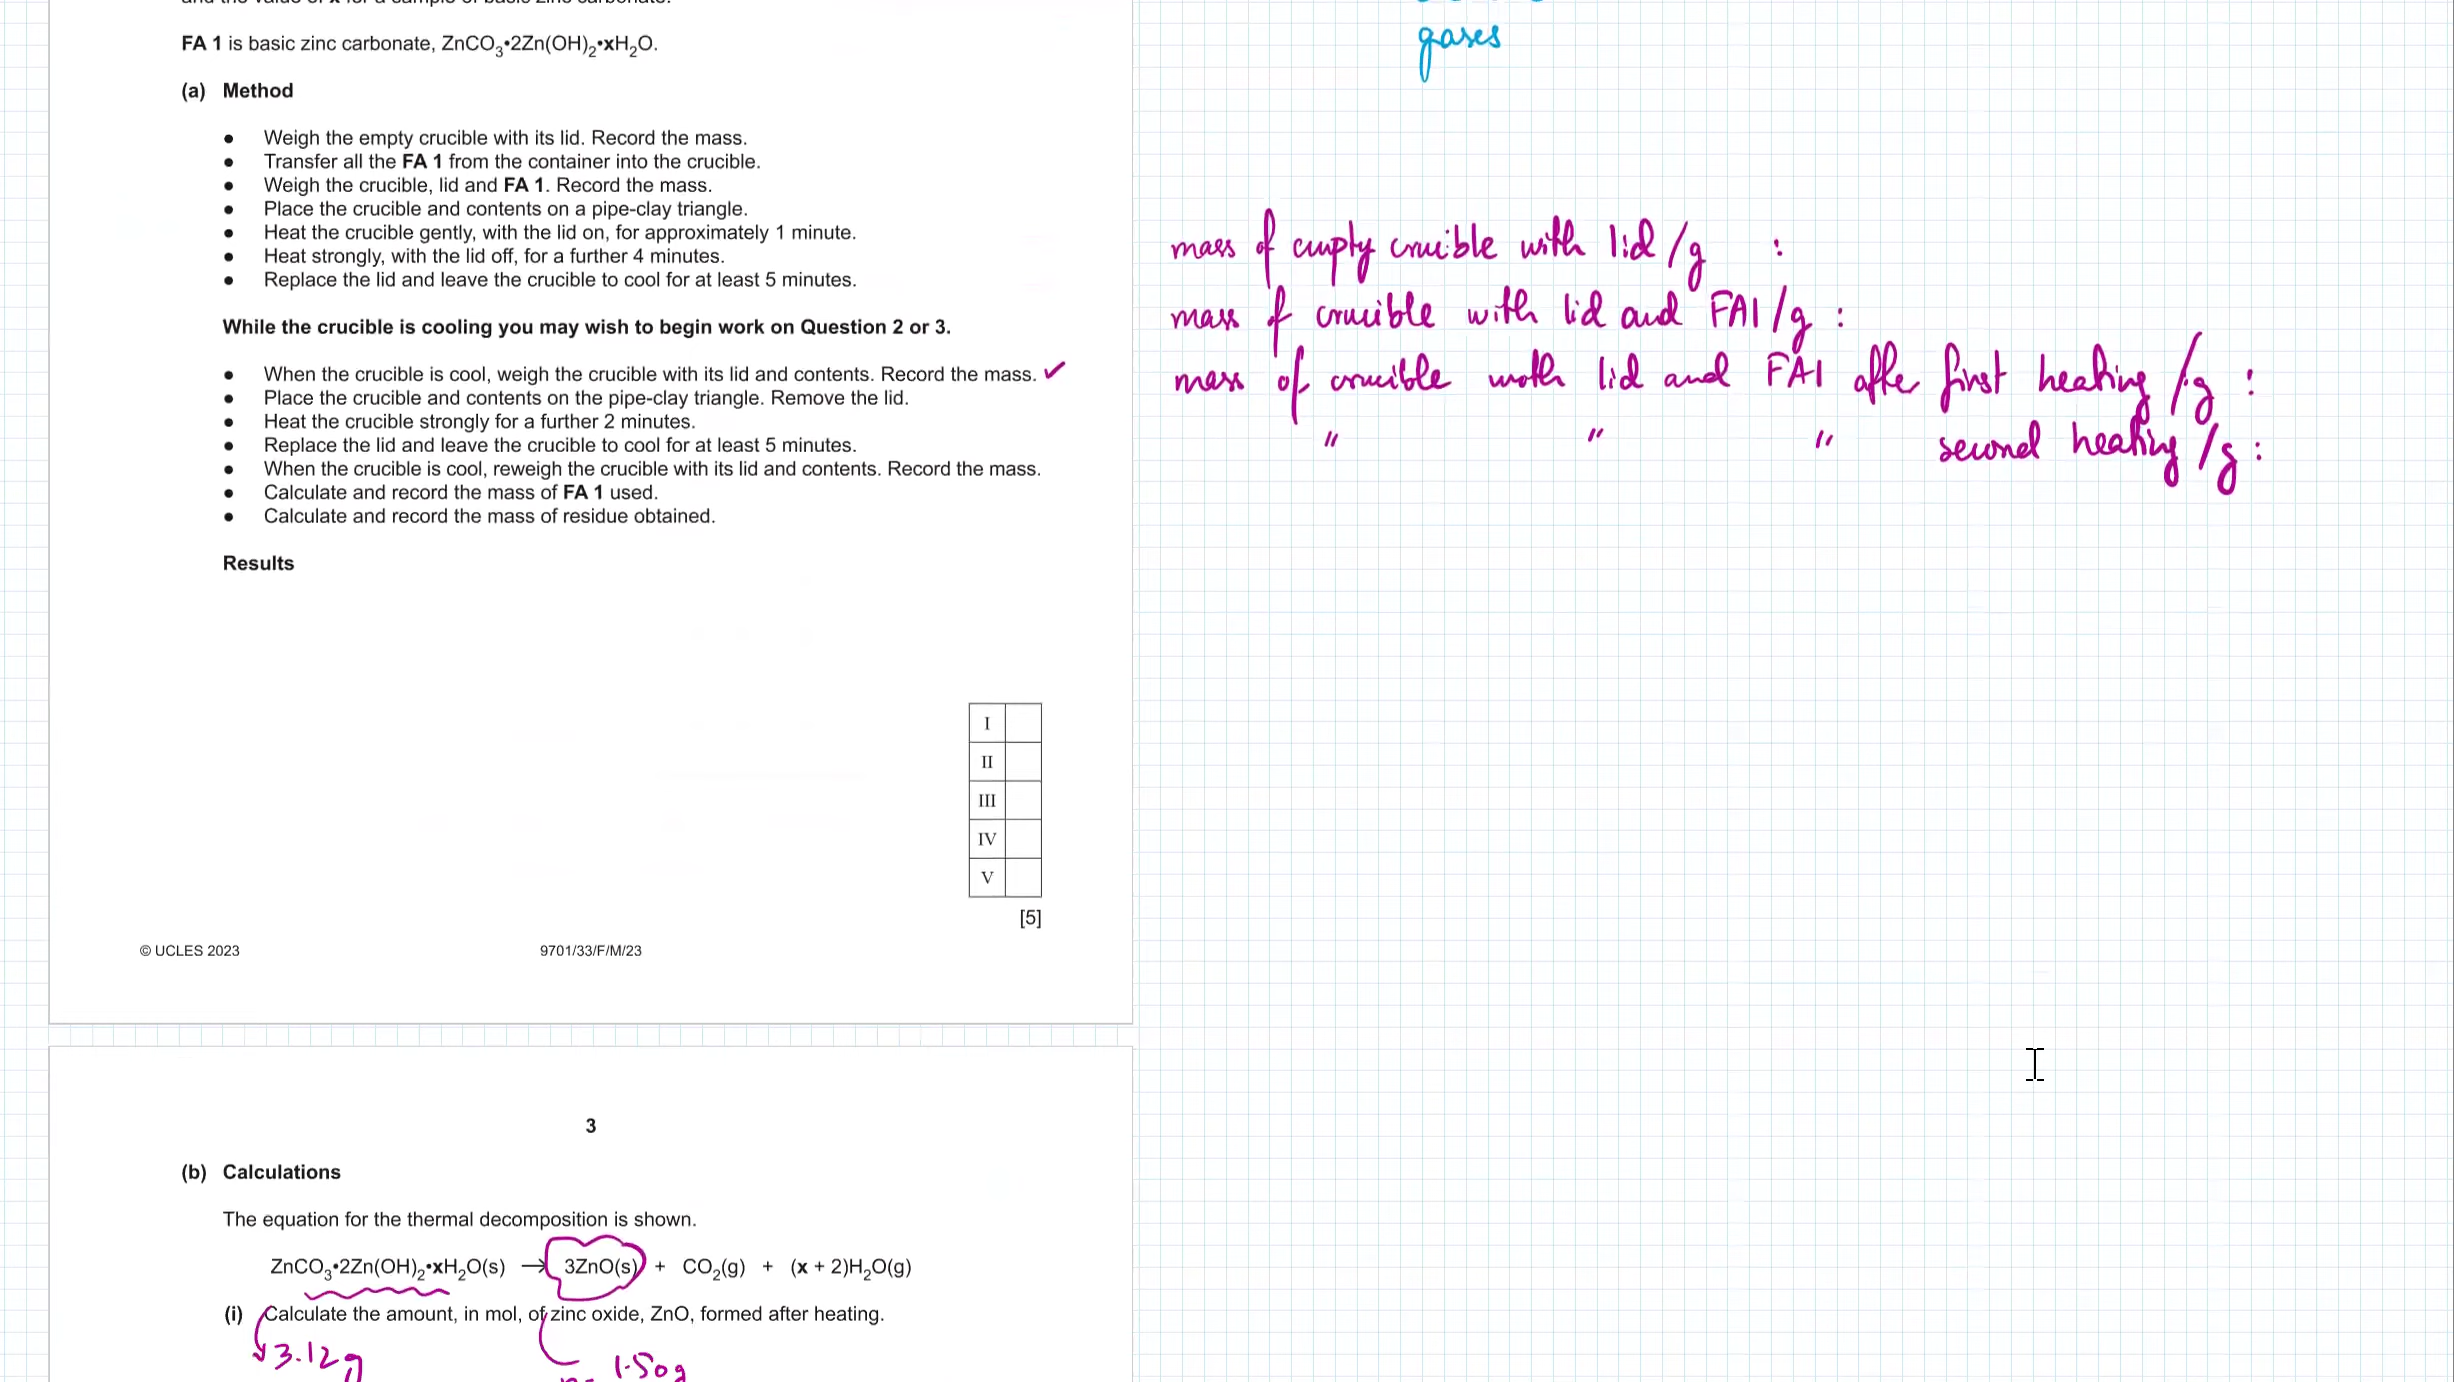 FA 1 is basic zinc carbonate, ZnCO₃•2Zn(OH)₂•xH₂O.
gases
(a) Method
• Weigh the empty crucible with its lid. Record the mass.
• Transfer all the FA 1 from the container into the crucible.
• Weigh the crucible, lid and FA 1. Record the mass.
• Place the crucible and contents on a pipe-clay triangle.
• Heat the crucible gently, with the lid on, for approximately 1 minute.
• Heat strongly, with the lid off, for a further 4 minutes.
• Replace the lid and leave the crucible to cool for at least 5 minutes.
While the crucible is cooling you may wish to begin work on Question 2 or 3.
• When the crucible is cool, weigh the crucible with its lid and contents. Record the mass. ✓
• Place the crucible and contents on the pipe-clay triangle. Remove the lid.
• Heat the crucible strongly for a further 2 minutes.
• Replace the lid and leave the crucible to cool for at least 5 minutes.
• When the crucible is cool, reweigh the crucible with its lid and contents. Record the mass.
• Calculate and record the mass of FA 1 used.
• Calculate and record the mass of residue obtained.
Results
mass of empty crucible with lid /g :
mass of crucible with lid and FA1 /g :
mass of crucible with lid and FA1 after first heating /g :
" " " second heating /g :
I
II
III
IV
V
[5]
© UCLES 2023
9701/33/F/M/23
3
(b) Calculations
The equation for the thermal decomposition is shown.
ZnCO₃•2Zn(OH)₂•xH₂O(s) → 3ZnO(s) + CO₂(g) + (x + 2)H₂O(g)
(i) Calculate the amount, in mol, of zinc oxide, ZnO, formed after heating.
3.12g
1.50g